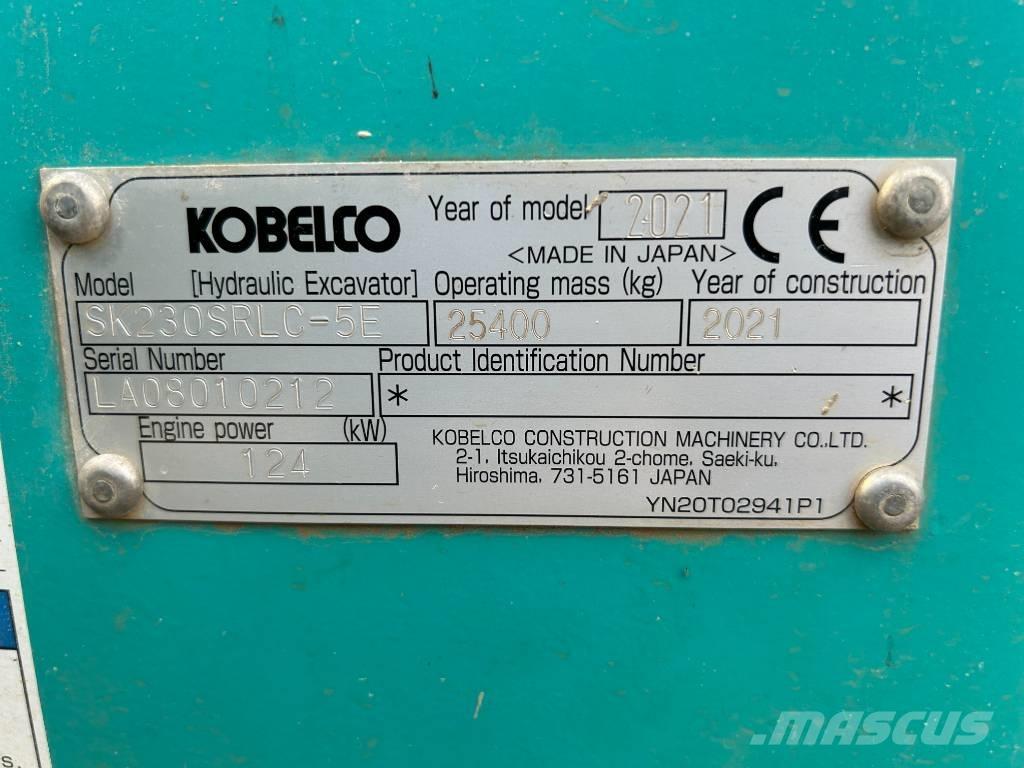 KOBELCO Year of model 2021 CE
<MADE IN JAPAN>
Model [Hydraulic Excavator] Operating mass (kg) Year of construction
SK230SRLC-5E 25400 2021
Serial Number Product Identification Number
LA08010212 * *
Engine power (kW)
124
KOBELCO CONSTRUCTION MACHINERY CO.,LTD.
2-1, Itsukaichikou 2-chome, Saeki-ku,
Hiroshima, 731-5161 JAPAN
YN20T02941P1
s.
MASCUS